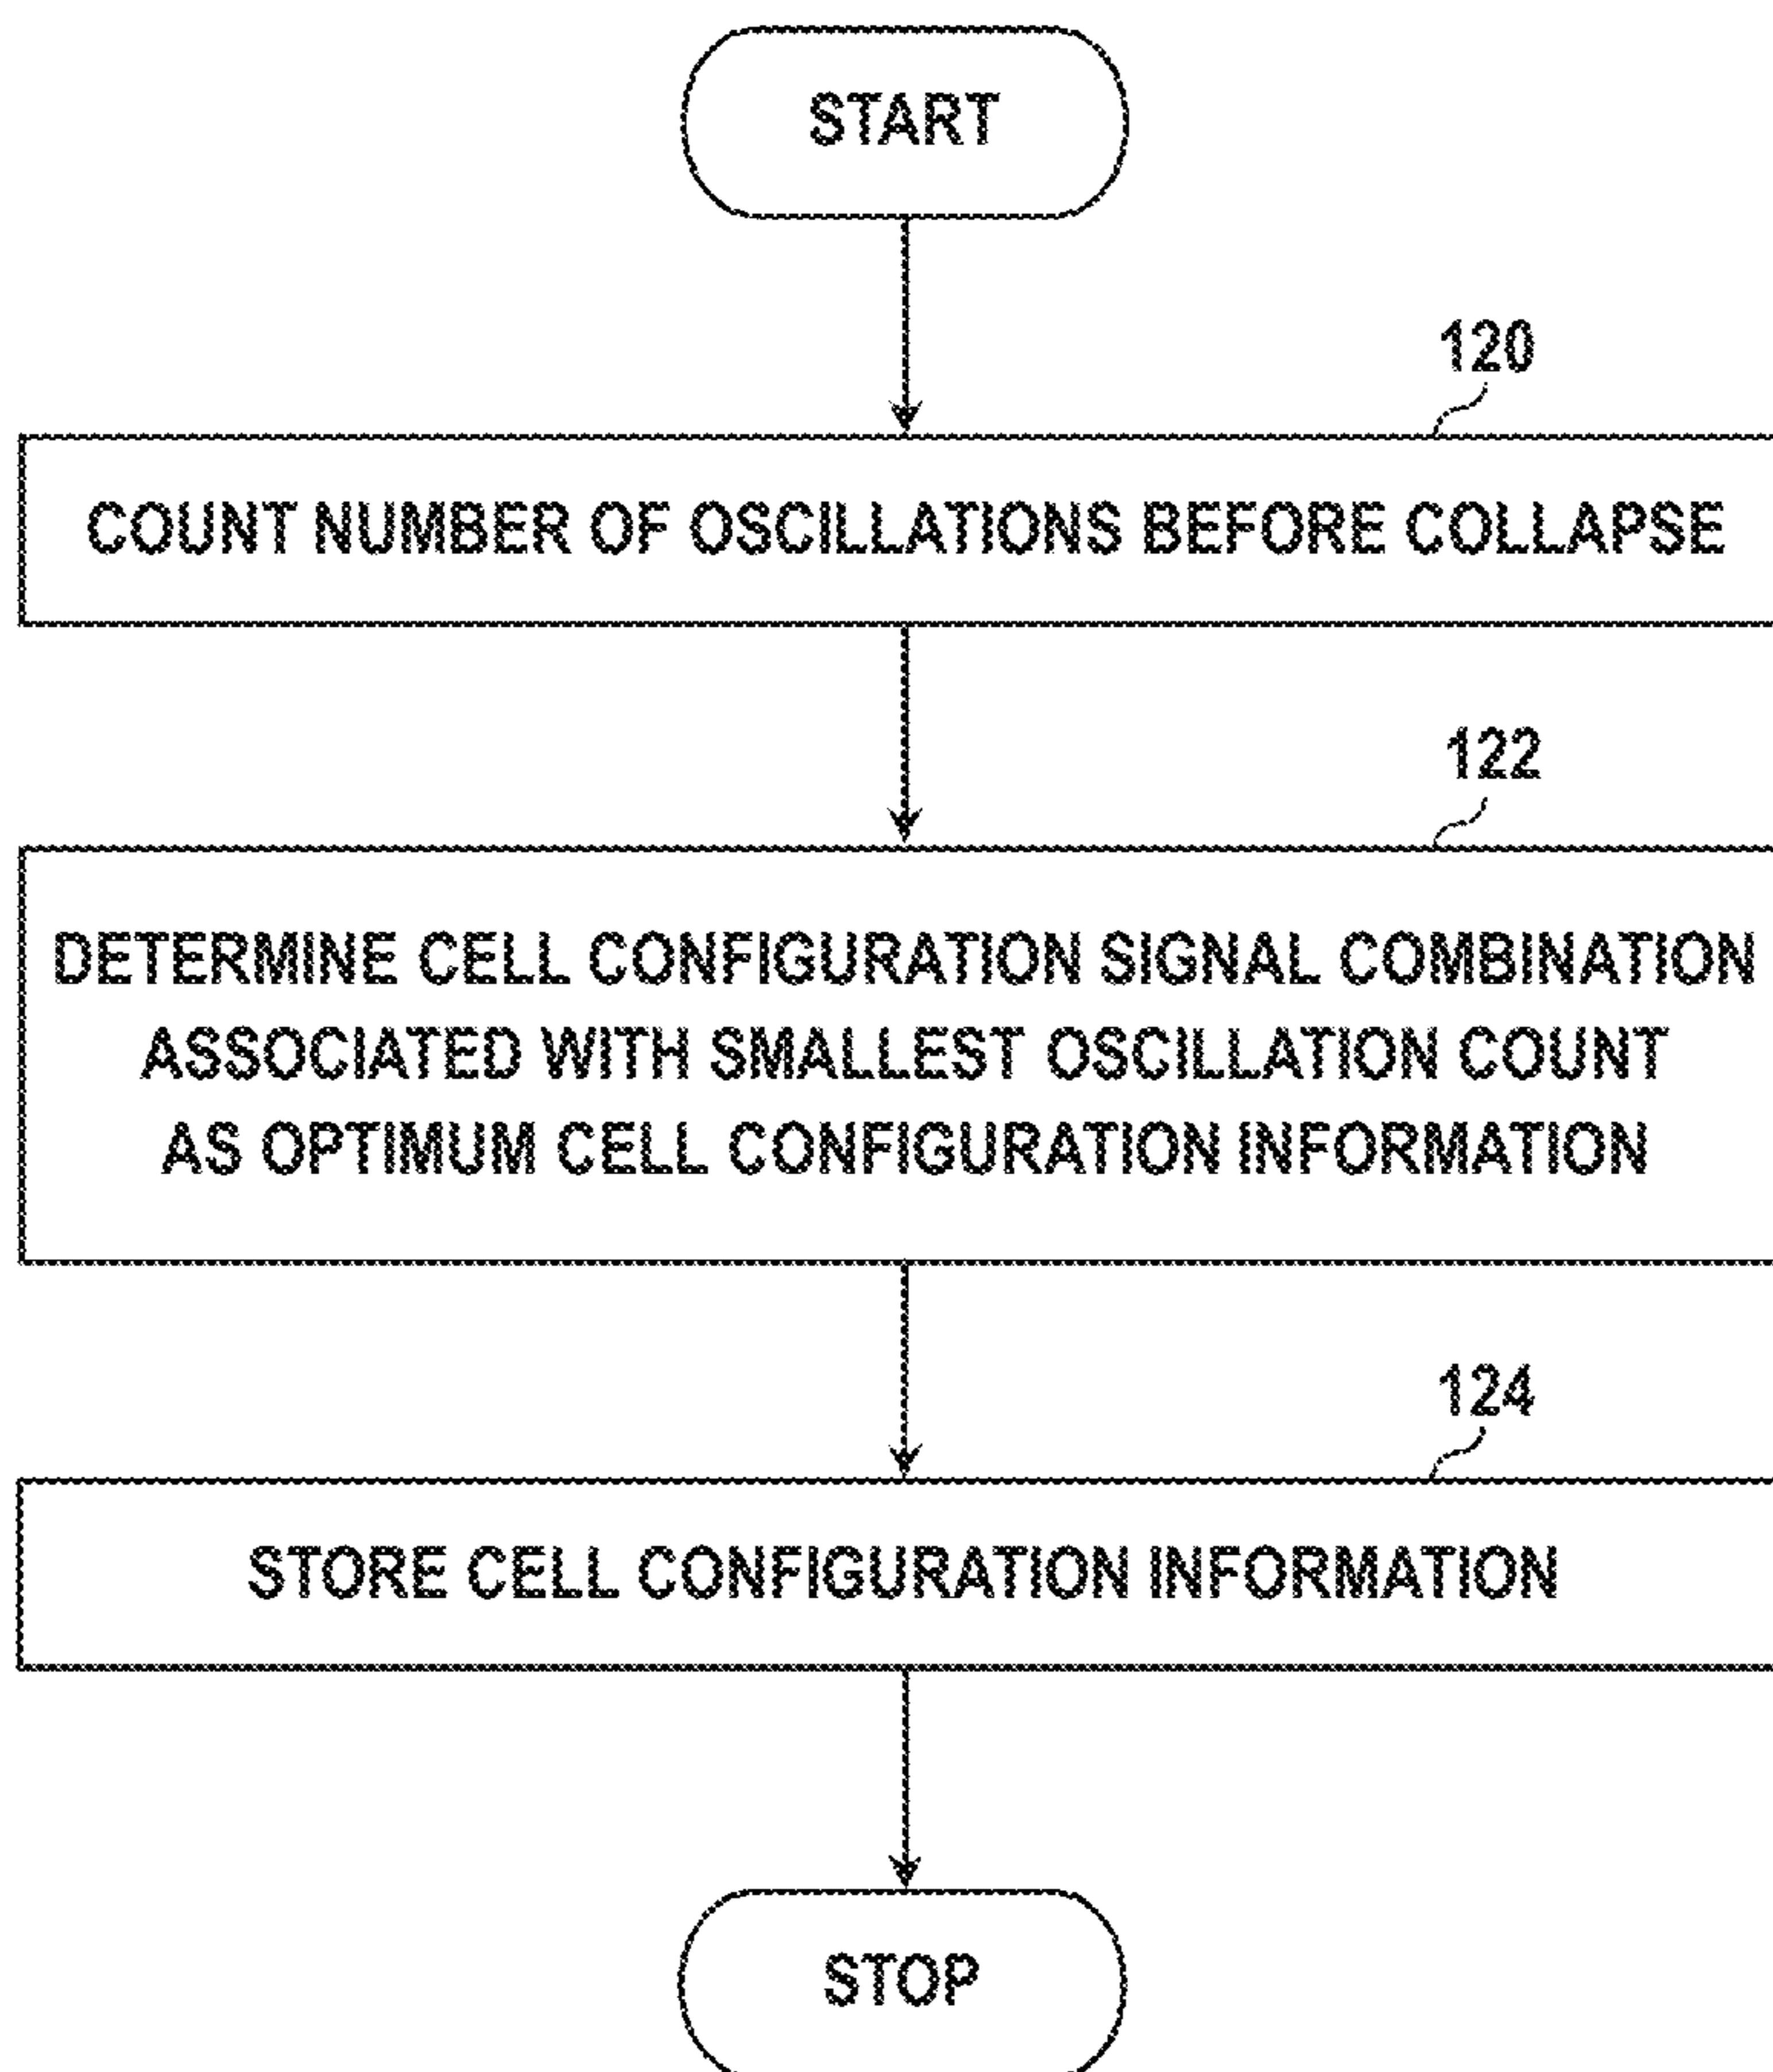 START
120
COUNT NUMBER OF OSCILLATIONS BEFORE COLLAPSE
122
DETERMINE CELL CONFIGURATION SIGNAL COMBINATION
ASSOCIATED WITH SMALLEST OSCILLATION COUNT
AS OPTIMUM CELL CONFIGURATION INFORMATION
124
STORE CELL CONFIGURATION INFORMATION
STOP